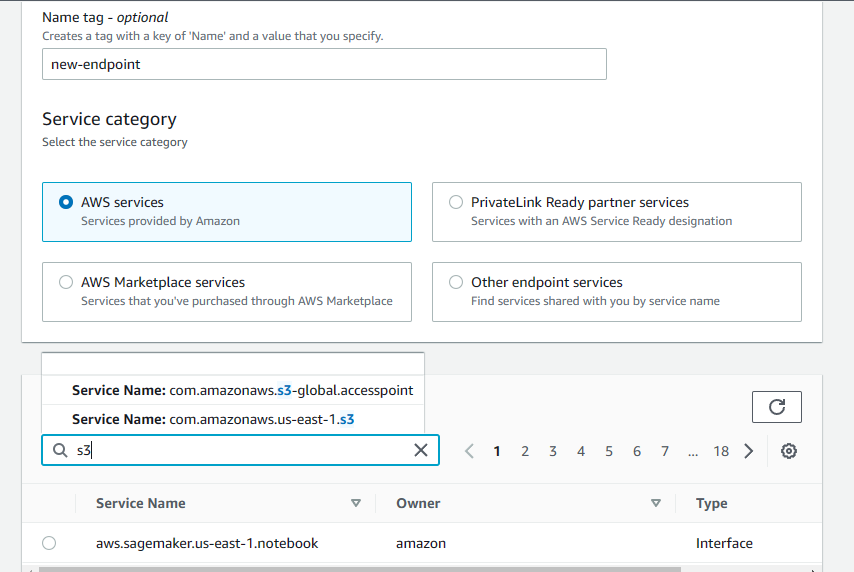 Name tag - optional
Creates a tag with a key of 'Name' and a value that you specify.
new-endpoint
Service category
Select the service category
AWS services
Services provided by Amazon
PrivateLink Ready partner services
Services with an AWS Service Ready designation
AWS Marketplace services
Services that you've purchased through AWS Marketplace
Other endpoint services
Find services shared with you by service name
Service Name: com.amazonaws.s3-global.accesspoint
Service Name: com.amazonaws.us-east-1.s3
s3
1 2 3 4 5 6 7 ... 18
Service Name Owner Type
aws.sagemaker.us-east-1.notebook amazon Interface